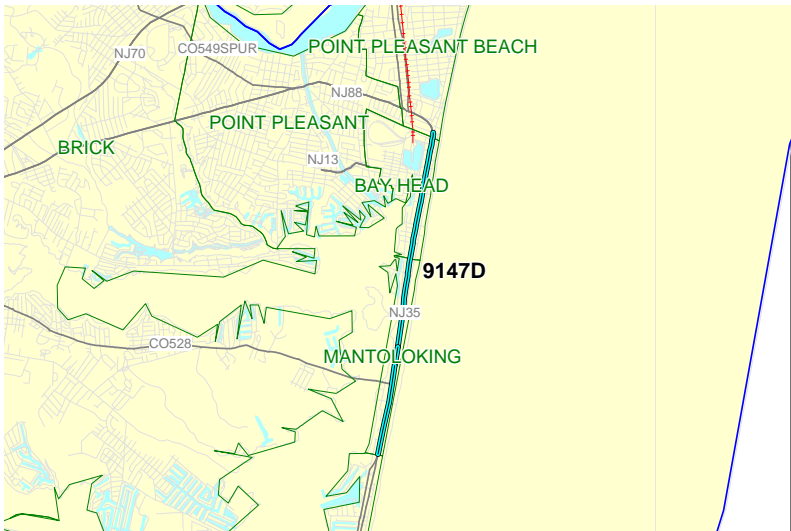 POINT PLEASANT BEACH
CO549SPUR
NJ70
NJ88
POINT PLEASANT
BRICK
NJ13
BAY HEAD
9147D
NJ35
CO528
MANTOLOKING